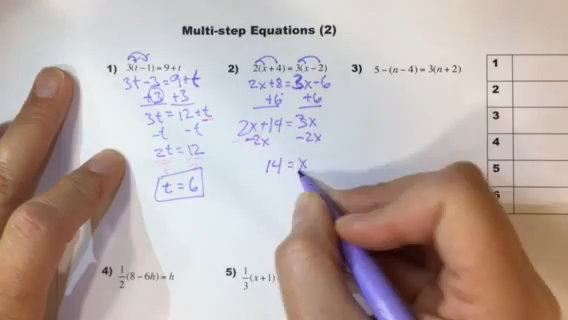 Multi-step Equations (2)
1) 3(t − 1) = 9 + t
3t - 3 = 9 + t
+3 +3
3t = 12 + t
-t -t
2t = 12
t = 6
2) 2(x + 4) = 3(x − 2)
2x + 8 = 3x - 6
+6 +6
2x + 14 = 3x
-2x -2x
14 = x
3) 5 − (n − 4) = 3(n + 2)
1
2
3
4
5
4) 1/2 (8 − 6h) = h
5) 1/3 (x + 1)